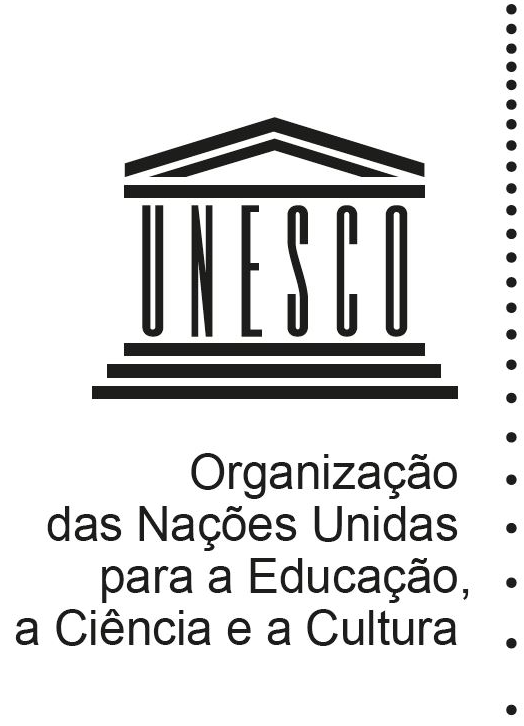 UNESCO
Organização
das Nações Unidas
para a Educação,
a Ciência e a Cultura